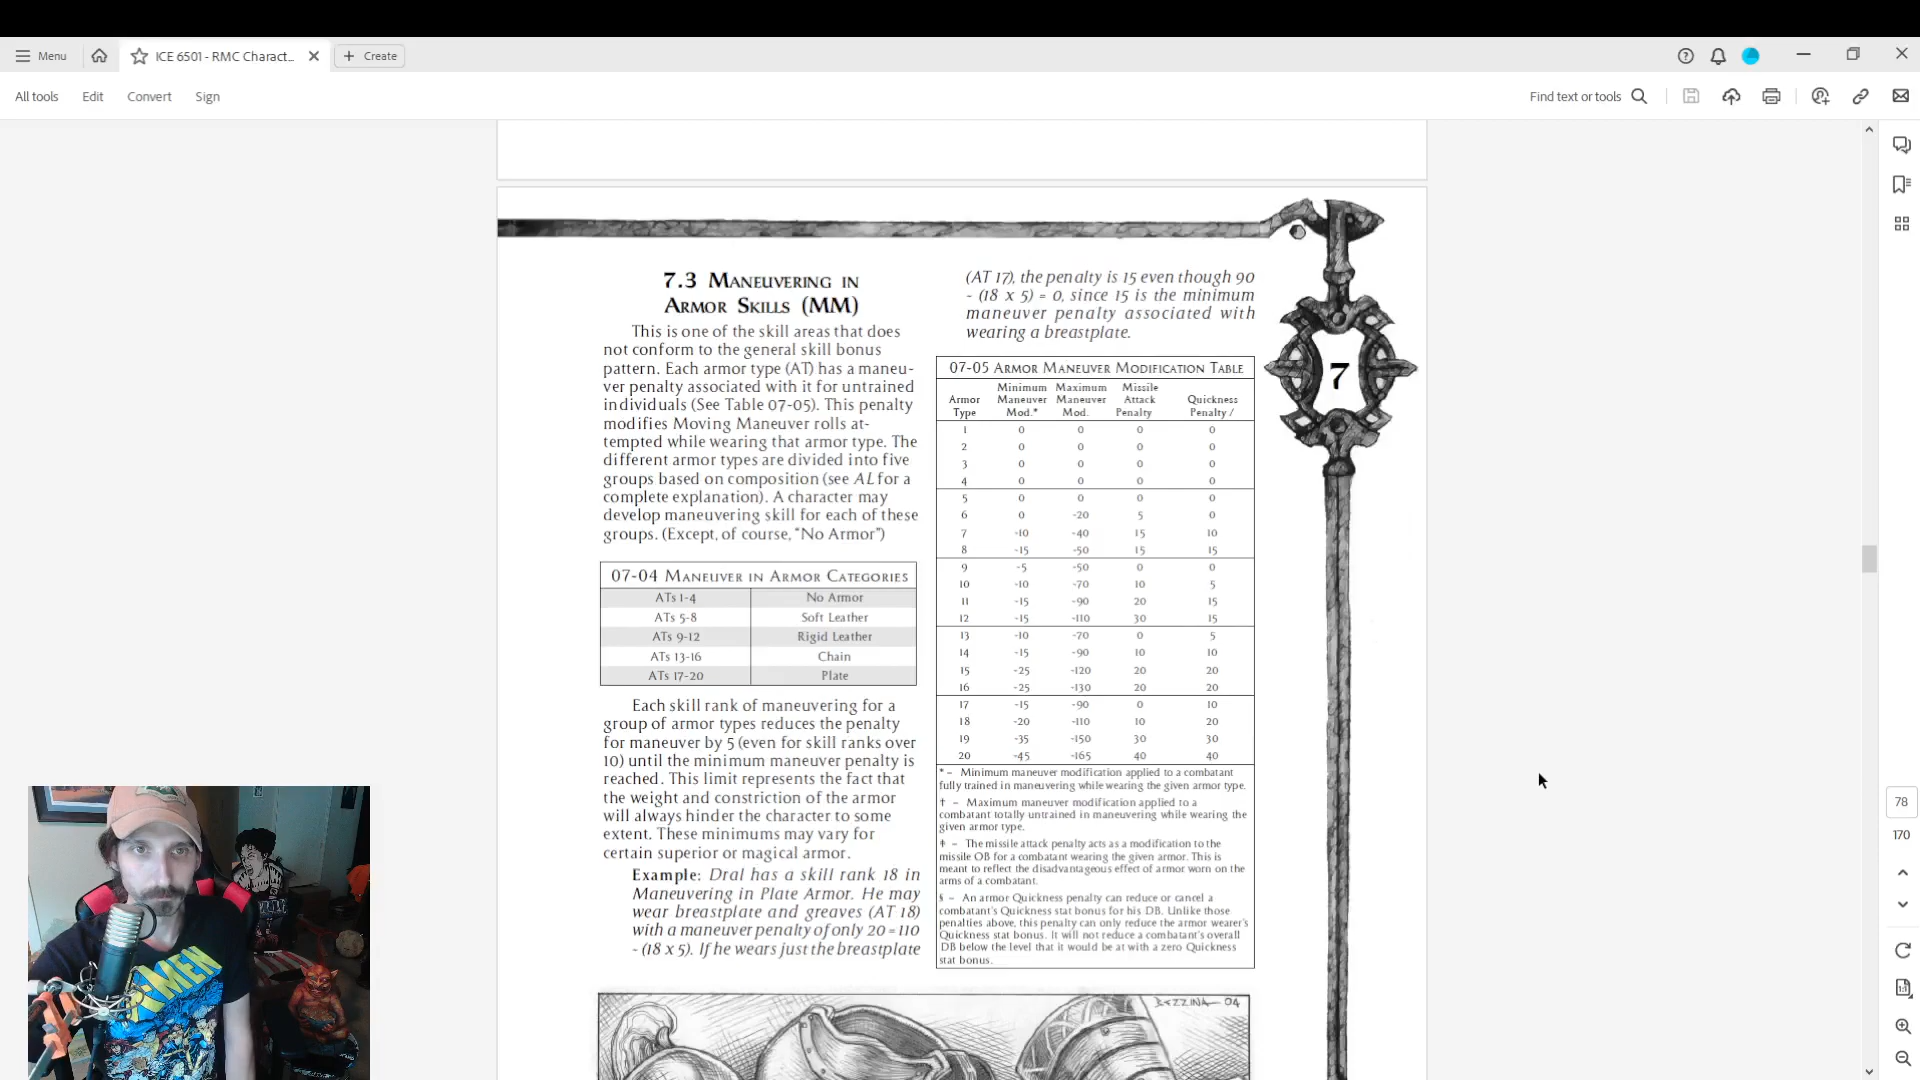 Menu
ICE 6501 - RMC Charact...
Create
All tools
Edit
Convert
Sign
Find text or tools
7.3 Maneuvering in
Armor Skills (MM)
This is one of the skill areas that does
not conform to the general skill bonus
pattern. Each armor type (AT) has a maneu-
ver penalty associated with it for untrained
individuals (See Table 07-05). This penalty
modifies Moving Maneuver rolls at-
tempted while wearing that armor type. The
different armor types are divided into five
groups based on composition (see AL for a
complete explanation). A character may
develop maneuvering skill for each of these
groups. (Except, of course, "No Armor")
07-04 Maneuver in Armor Categories
ATs 1-4 No Armor
ATs 5-8 Soft Leather
ATs 9-12 Rigid Leather
ATs 13-16 Chain
ATs 17-20 Plate
Each skill rank of maneuvering for a
group of armor types reduces the penalty
for maneuver by 5 (even for skill ranks over
10) until the minimum maneuver penalty is
reached. This limit represents the fact that
the weight and constriction of the armor
will always hinder the character to some
extent. These minimums may vary for
certain superior or magical armor.
Example: Dral has a skill rank 18 in
Maneuvering in Plate Armor. He may
wear breastplate and greaves (AT 18)
with a maneuver penalty of only 20 = 110
- (18 x 5). If he wears just the breastplate
(AT 17), the penalty is 15 even though 90
- (18 x 5) = 0, since 15 is the minimum
maneuver penalty associated with
wearing a breastplate.
07-05 Armor Maneuver Modification Table
Minimum Maximum Missile
Armor Maneuver Maneuver Attack Quickness
Type Mod.* Mod. Penalty Penalty /
1 0 0 0 0
2 0 0 0 0
3 0 0 0 0
4 0 0 0 0
5 0 0 0 0
6 0 -20 5 0
7 -10 -40 15 10
8 -15 -50 15 15
9 -5 -50 0 0
10 -10 -70 10 5
11 -15 -90 20 15
12 -15 -110 30 15
13 -10 -70 0 5
14 -15 -90 10 10
15 -25 -120 20 20
16 -25 -130 20 20
17 -15 -90 0 10
18 -20 -110 10 20
19 -35 -150 30 30
20 -45 -165 40 40
* – Minimum maneuver modification applied to a combatant
fully trained in maneuvering while wearing the given armor type.
† – Maximum maneuver modification applied to a
combatant totally untrained in maneuvering while wearing the
given armor type.
‡ – The missile attack penalty acts as a modification to the
missile OB for a combatant wearing the given armor. This is
meant to reflect the disadvantageous effect of armor worn on the
arms of a combatant.
§ – An armor Quickness penalty can reduce or cancel a
combatant's Quickness stat bonus for his DB. Unlike those
penalties above, this penalty can only reduce the armor wearer's
Quickness stat bonus. It will not reduce a combatant's overall
DB below the level that it would be at with a zero Quickness
stat bonus.
7
BEZZINA 04
78
170
X-MEN